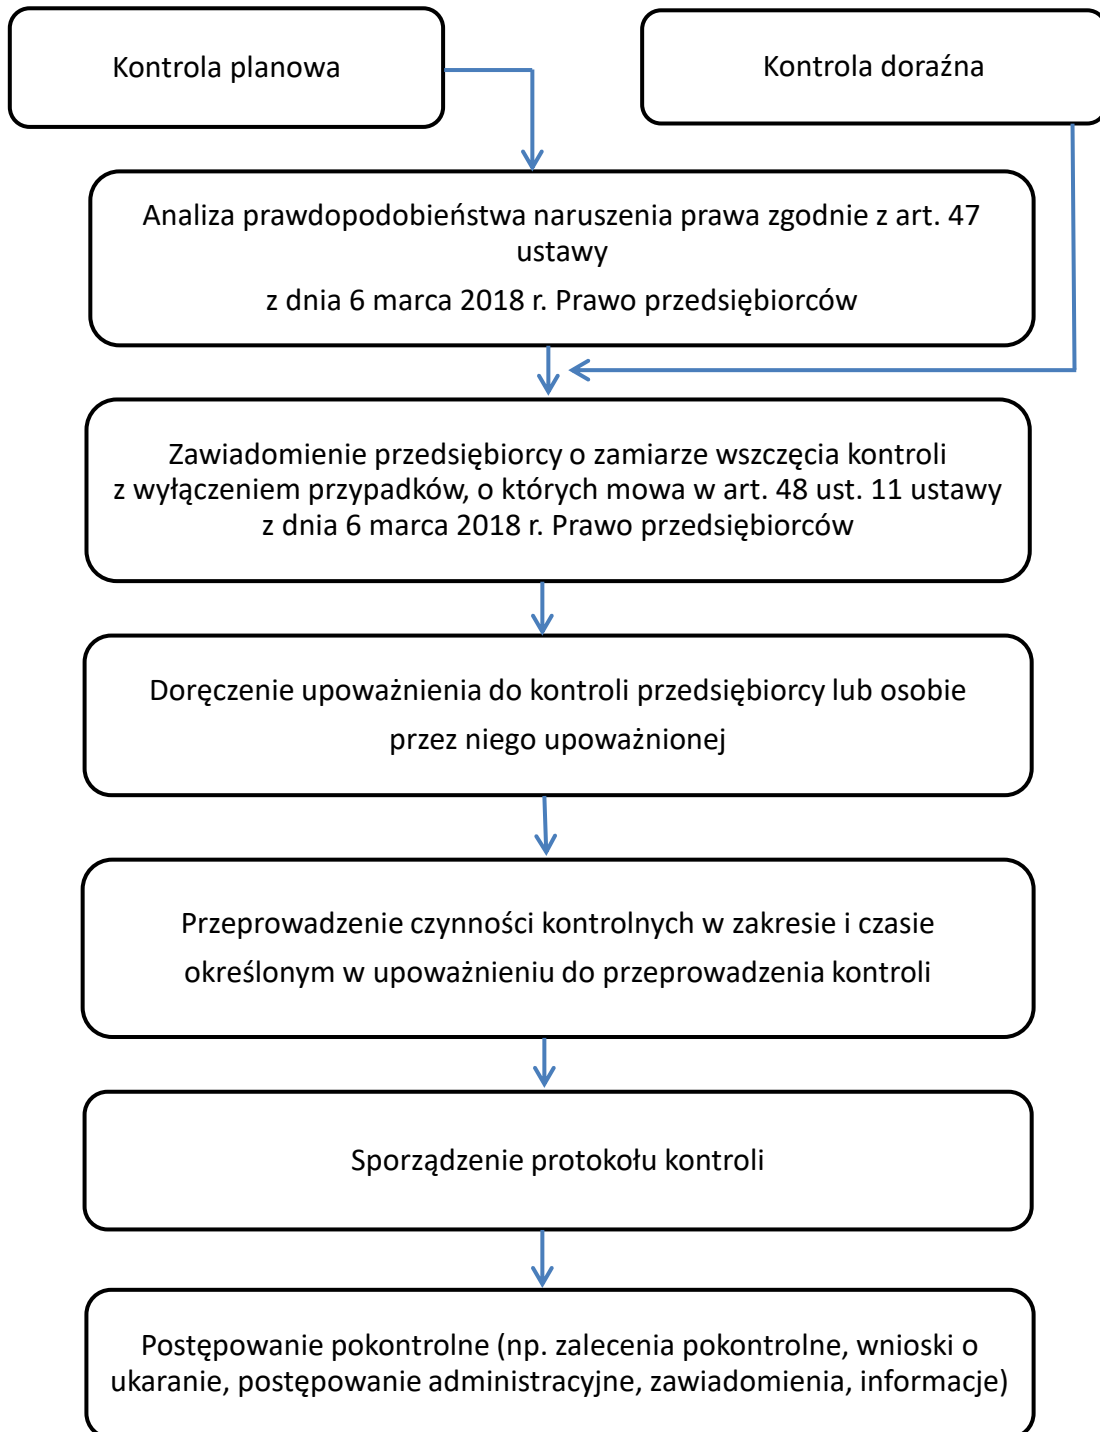 Kontrola planowa
Kontrola doraźna
Analiza prawdopodobieństwa naruszenia prawa zgodnie z art. 47
ustawy
z dnia 6 marca 2018 r. Prawo przedsiębiorców
Zawiadomienie przedsiębiorcy o zamiarze wszczęcia kontroli
z wyłączeniem przypadków, o których mowa w art. 48 ust. 11 ustawy
z dnia 6 marca 2018 r. Prawo przedsiębiorców
Doręczenie upoważnienia do kontroli przedsiębiorcy lub osobie
przez niego upoważnionej
Przeprowadzenie czynności kontrolnych w zakresie i czasie
określonym w upoważnieniu do przeprowadzenia kontroli
Sporządzenie protokołu kontroli
Postępowanie pokontrolne (np. zalecenia pokontrolne, wnioski o
ukaranie, postępowanie administracyjne, zawiadomienia, informacje)